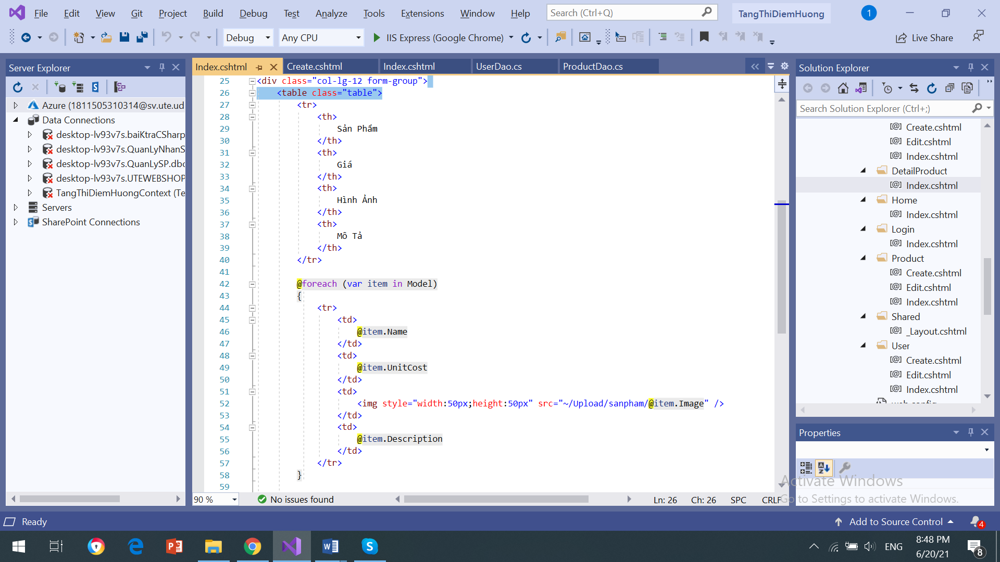 File Edit View Git Project Build Debug Test Analyze Tools Extensions Window Help Search (Ctrl+Q) TangThiDiemHuong 1
Debug Any CPU IIS Express (Google Chrome) Live Share
Server Explorer
Azure (1811505310314@sv.ute.ud
Data Connections
desktop-lv93v7s.baiKtraCSharp
desktop-lv93v7s.QuanLyNhanS
desktop-lv93v7s.QuanLySP.dbo
desktop-lv93v7s.UTEWEBSHOP
TangThiDiemHuongContext (Te
Servers
SharePoint Connections
Index.cshtml Create.cshtml Index.cshtml UserDao.cs ProductDao.cs
25 <div class="col-lg-12 form-group">
26 <table class="table">
27 <tr>
28 <th>
29 Sản Phẩm
30 </th>
31 <th>
32 Giá
33 </th>
34 <th>
35 Hình Ảnh
36 </th>
37 <th>
38 Mô Tả
39 </th>
40 </tr>
41
42 @foreach (var item in Model)
43 {
44 <tr>
45 <td>
46 @item.Name
47 </td>
48 <td>
49 @item.UnitCost
50 </td>
51 <td>
52 <img style="width:50px;height:50px" src="~/Upload/sanpham/@item.Image" />
53 </td>
54 <td>
55 @item.Description
56 </td>
57 </tr>
58 }
59
90 % No issues found Ln: 26 Ch: 26 SPC CRLF
Solution Explorer
Search Solution Explorer (Ctrl+;)
Create.cshtml
Edit.cshtml
Index.cshtml
DetailProduct
Index.cshtml
Home
Index.cshtml
Login
Index.cshtml
Product
Create.cshtml
Edit.cshtml
Index.cshtml
Shared
_Layout.cshtml
User
Create.cshtml
Edit.cshtml
Index.cshtml
Properties
Activate Windows
Go to Settings to activate Windows.
Ready Add to Source Control 4
ENG 8:48 PM
6/20/21 8